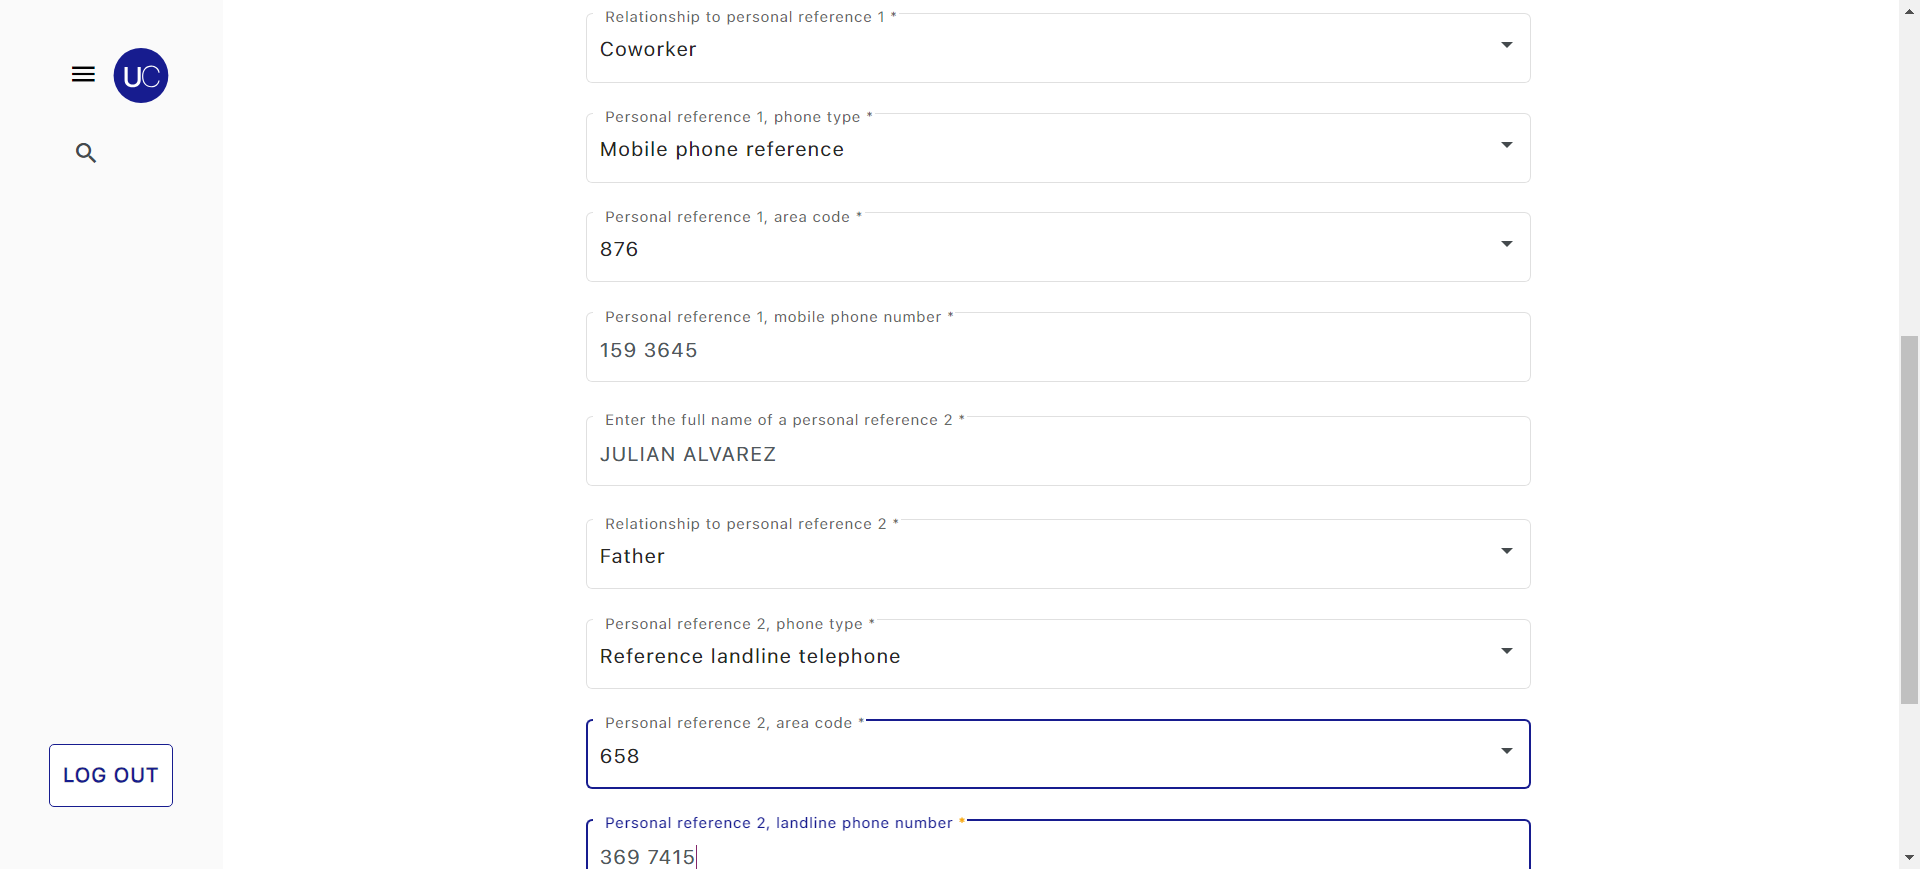 UC
LOG OUT
Relationship to personal reference 1 *
Coworker
Personal reference 1, phone type *
Mobile phone reference
Personal reference 1, area code *
876
Personal reference 1, mobile phone number *
159 3645
Enter the full name of a personal reference 2 *
JULIAN ALVAREZ
Relationship to personal reference 2 *
Father
Personal reference 2, phone type *
Reference landline telephone
Personal reference 2, area code *
658
Personal reference 2, landline phone number *
369 7415